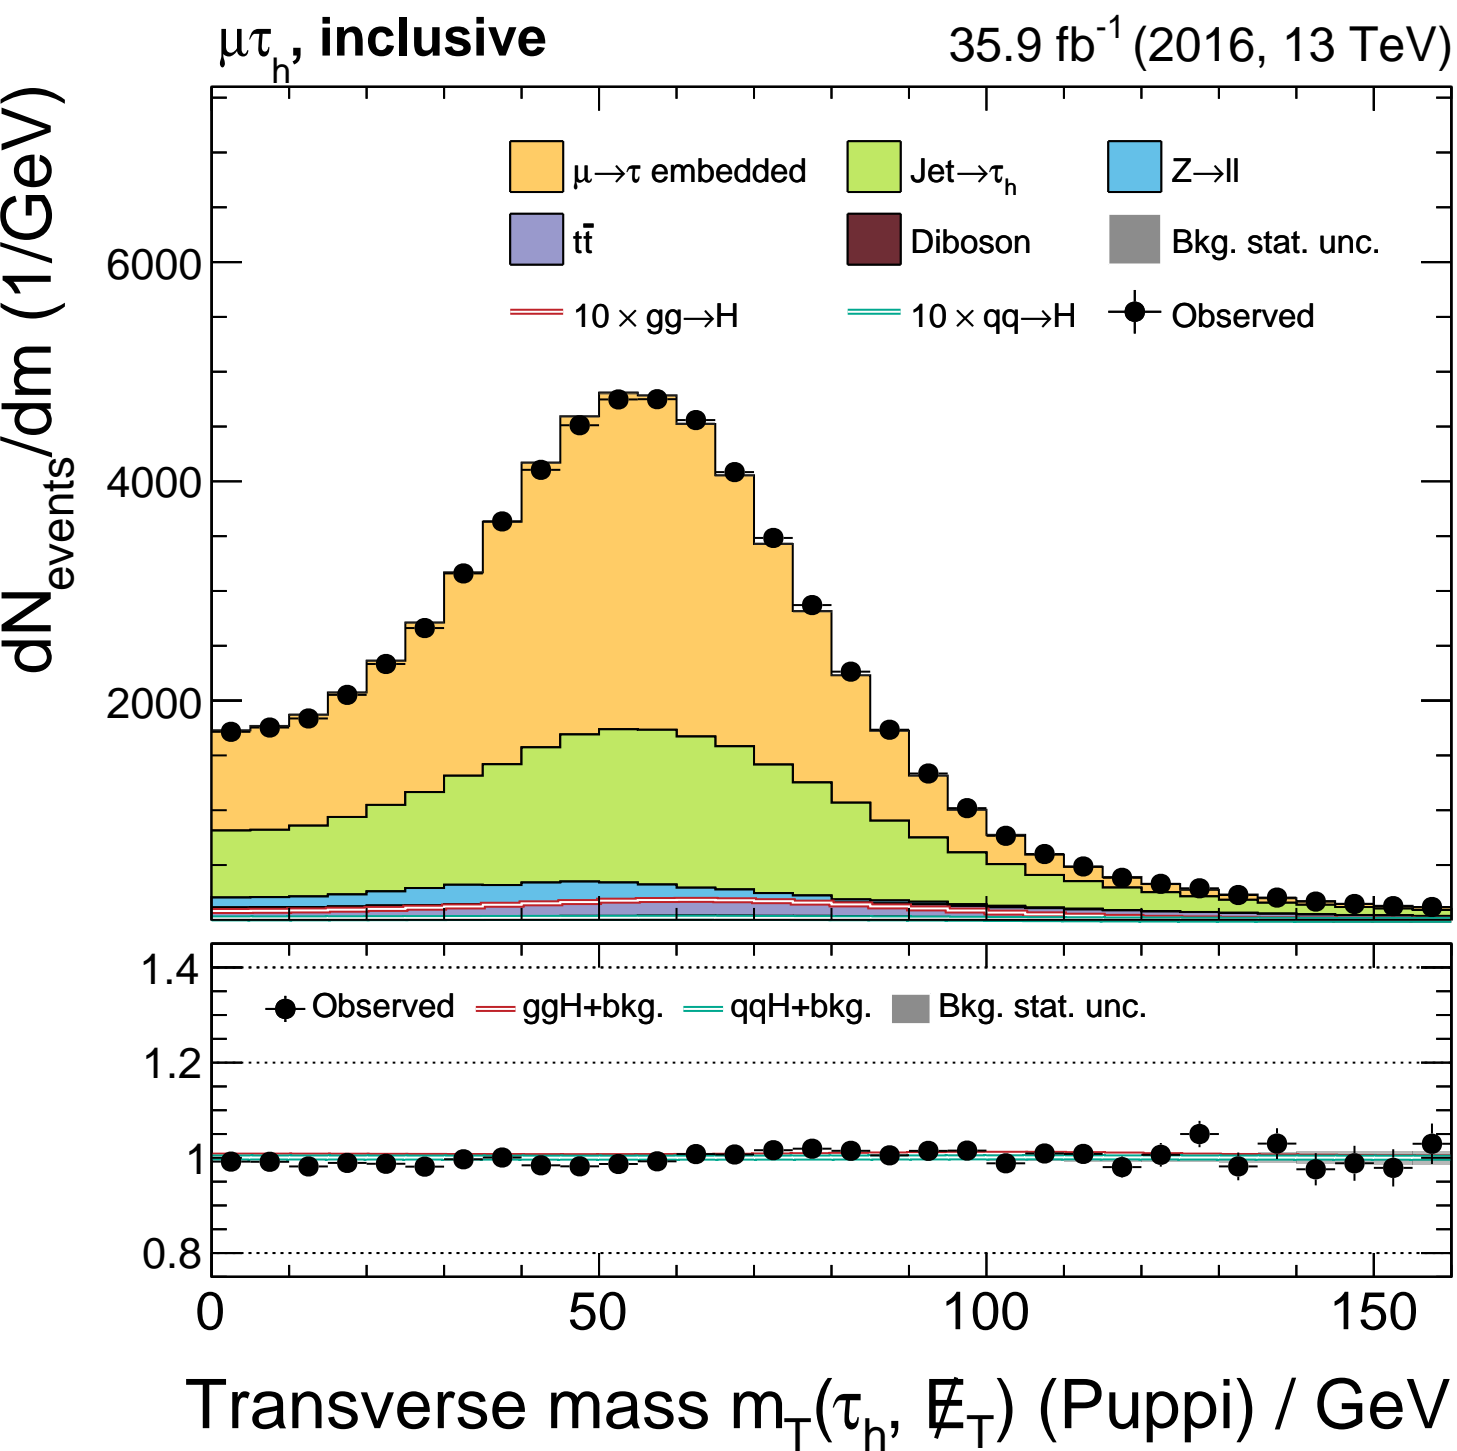 μτh, inclusive 35.9 fb-1 (2016, 13 TeV)
dNevents/dm (1/GeV)
μ→τ embedded Jet→τh Z→ll
tt̄ Diboson Bkg. stat. unc.
10 × gg→H 10 × qq→H Observed
6000
4000
2000
1.4
Observed ggH+bkg. qqH+bkg. Bkg. stat. unc.
1.2
1
0.8
0 50 100 150
Transverse mass mT(τh, E̸T) (Puppi) / GeV